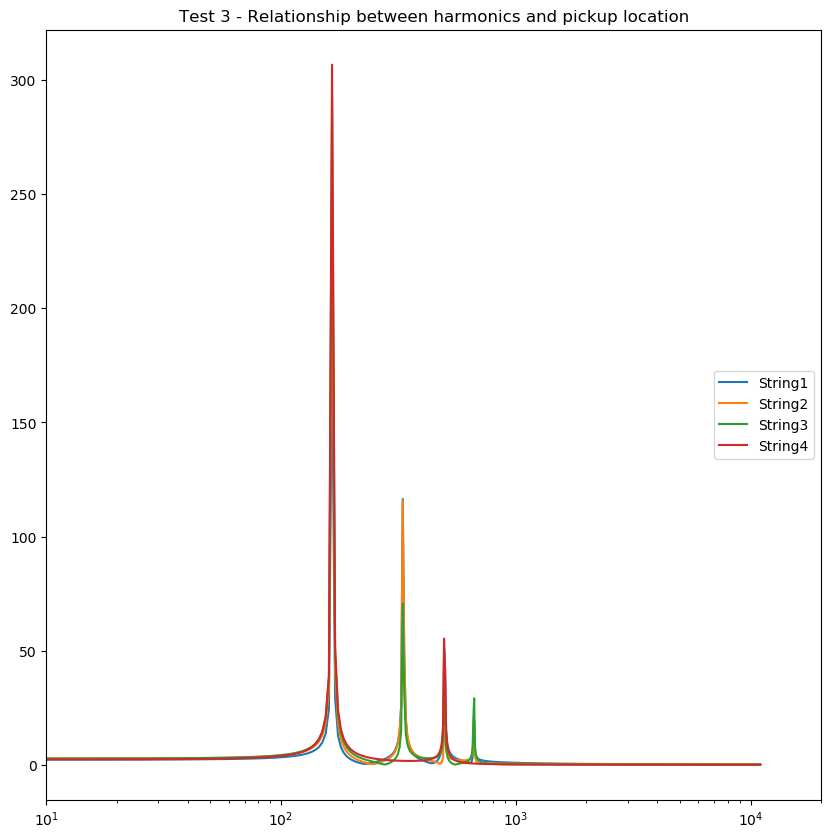 Test 3 - Relationship between harmonics and pickup location
300
250
200
150
100
50
0
String1
String2
String3
String4
10¹ 10² 10³ 10⁴